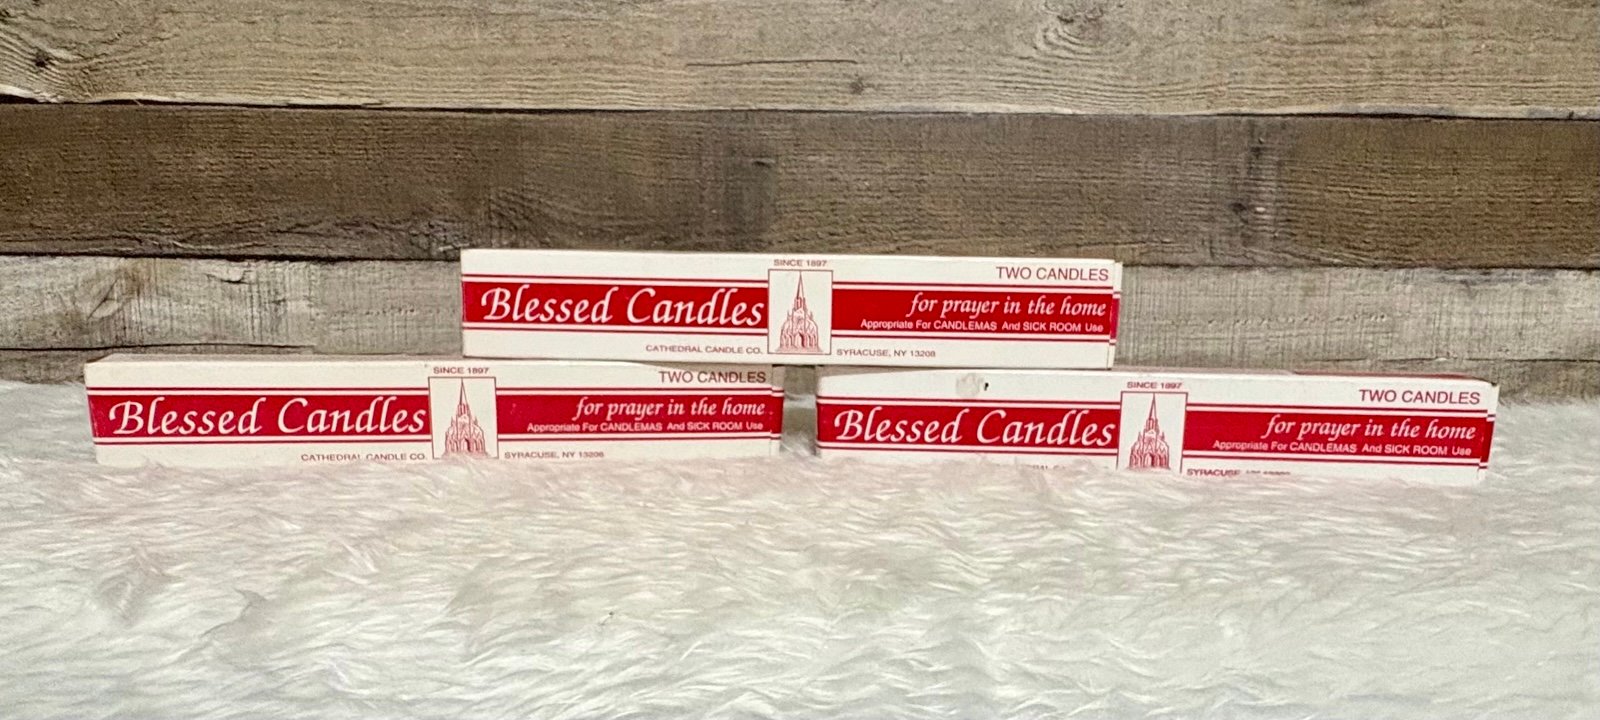 SINCE 1897
TWO CANDLES
Blessed Candles
for prayer in the home
Appropriate For CANDLEMAS And SICK ROOM Use
CATHEDRAL CANDLE CO.
SYRACUSE, NY 13208
SINCE 1897
TWO CANDLES
Blessed Candles
for prayer in the home
Appropriate For CANDLEMAS And SICK ROOM Use
CATHEDRAL CANDLE CO.
SYRACUSE, NY 13208
SINCE 1897
TWO CANDLES
Blessed Candles
for prayer in the home
Appropriate For CANDLEMAS And SICK ROOM Use
SYRACUSE,